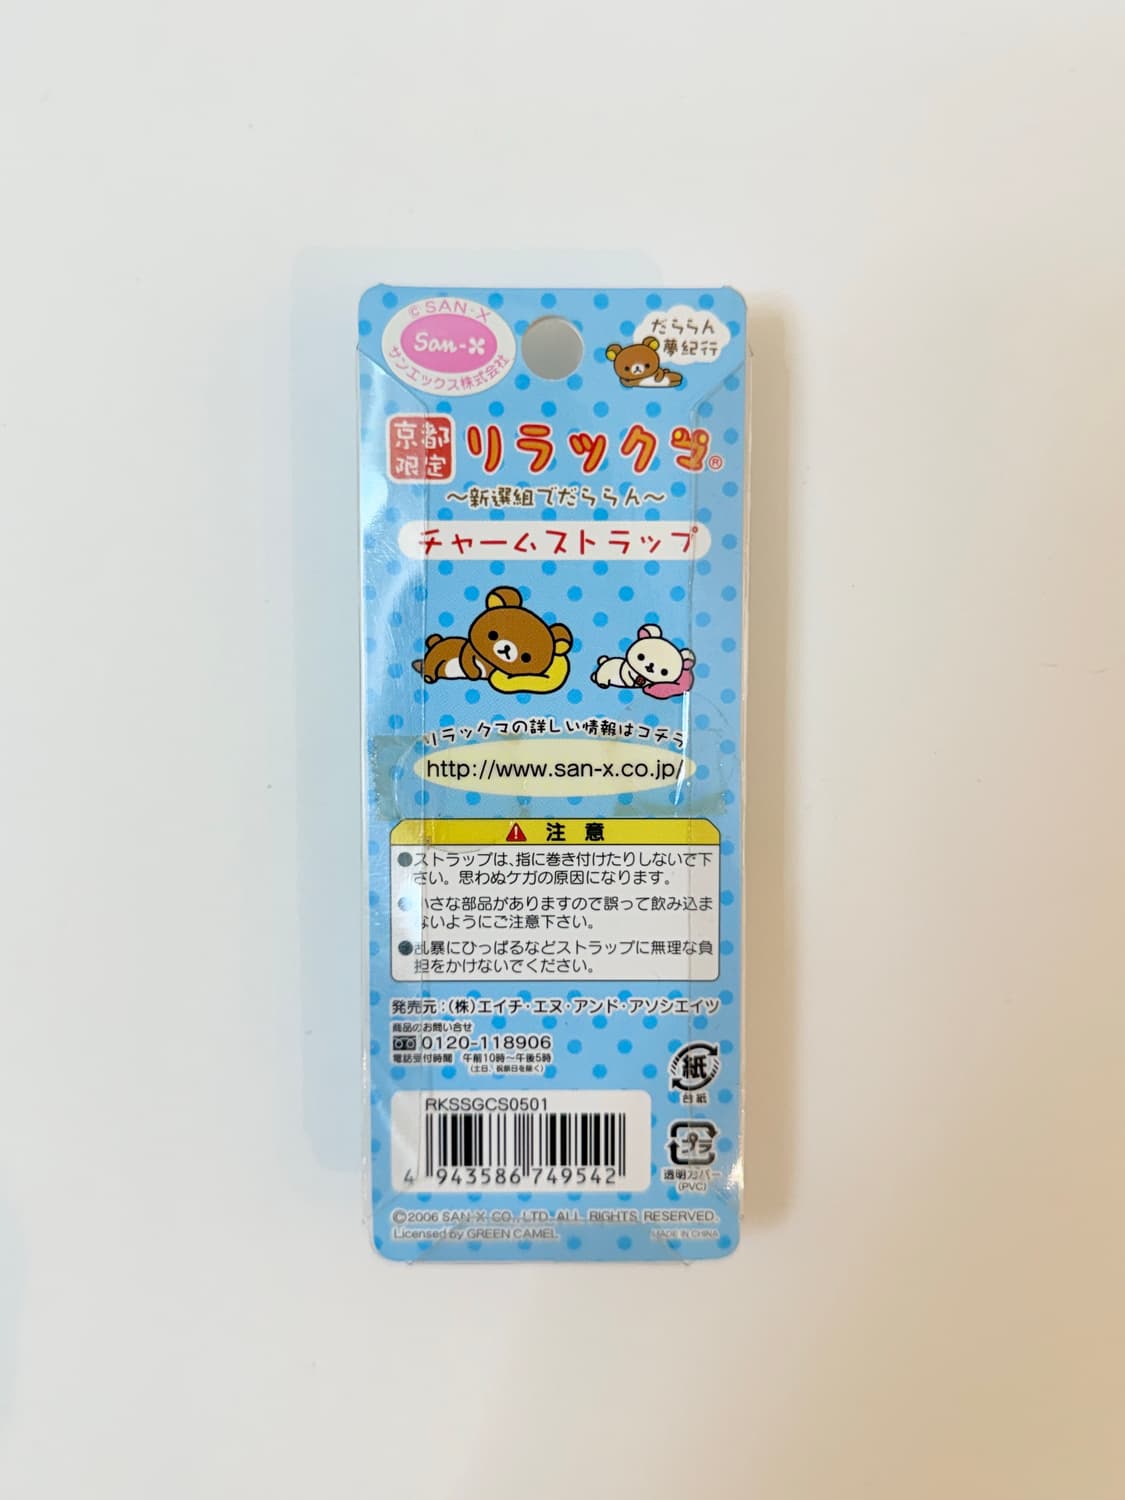 © SAN-X
San-X
サンエックス株式会社
だららん
夢紀行
京都
限定
リラックマ®
～新選組でだららん～
チャームストラップ
リラックマの詳しい情報はコチラ
http://www.san-x.co.jp/
注意
●ストラップは、指に巻き付けたりしないで下
さい。思わぬケガの原因になります。
●小さな部品がありますので誤って飲み込ま
ないようにご注意下さい。
●乱暴にひっぱるなどストラップに無理な負
担をかけないでください。
発売元：(株)エイチ・エヌ・アンド・アソシエイツ
商品のお問い合せ
0120-118906
電話受付時間 午前10時～午後5時
(土日、祝祭日を除く)
紙
台紙
RKSSGCS0501
4 943586 749542
プラ
透明カバー
(PVC)
©2006 SAN-X CO., LTD. ALL RIGHTS RESERVED.
Licensed by GREEN CAMEL
MADE IN CHINA